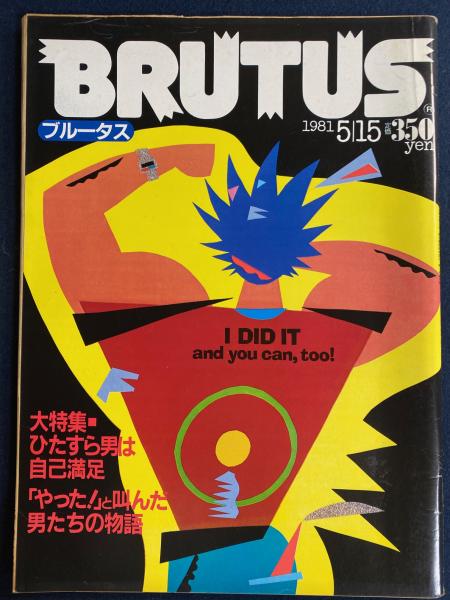 BRUTUS
®
ブルータス
1981 5|15
350
yen
I DID IT
and you can, too!
大特集■
ひたすら男は
自己満足
「やった!」と叫んだ
男たちの物語